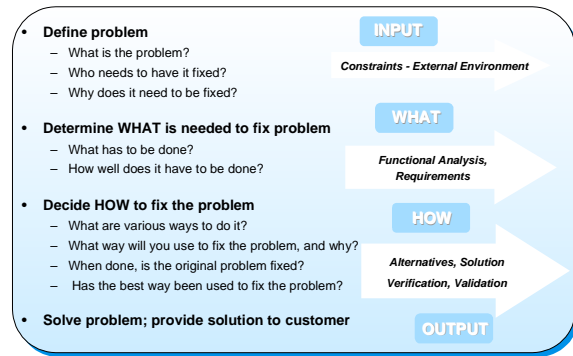 • Define problem
– What is the problem?
– Who needs to have it fixed?
– Why does it need to be fixed?
INPUT
Constraints - External Environment
• Determine WHAT is needed to fix problem
– What has to be done?
– How well does it have to be done?
WHAT
Functional Analysis,
Requirements
• Decide HOW to fix the problem
– What are various ways to do it?
– What way will you use to fix the problem, and why?
– When done, is the original problem fixed?
– Has the best way been used to fix the problem?
HOW
Alternatives, Solution
Verification, Validation
• Solve problem; provide solution to customer
OUTPUT